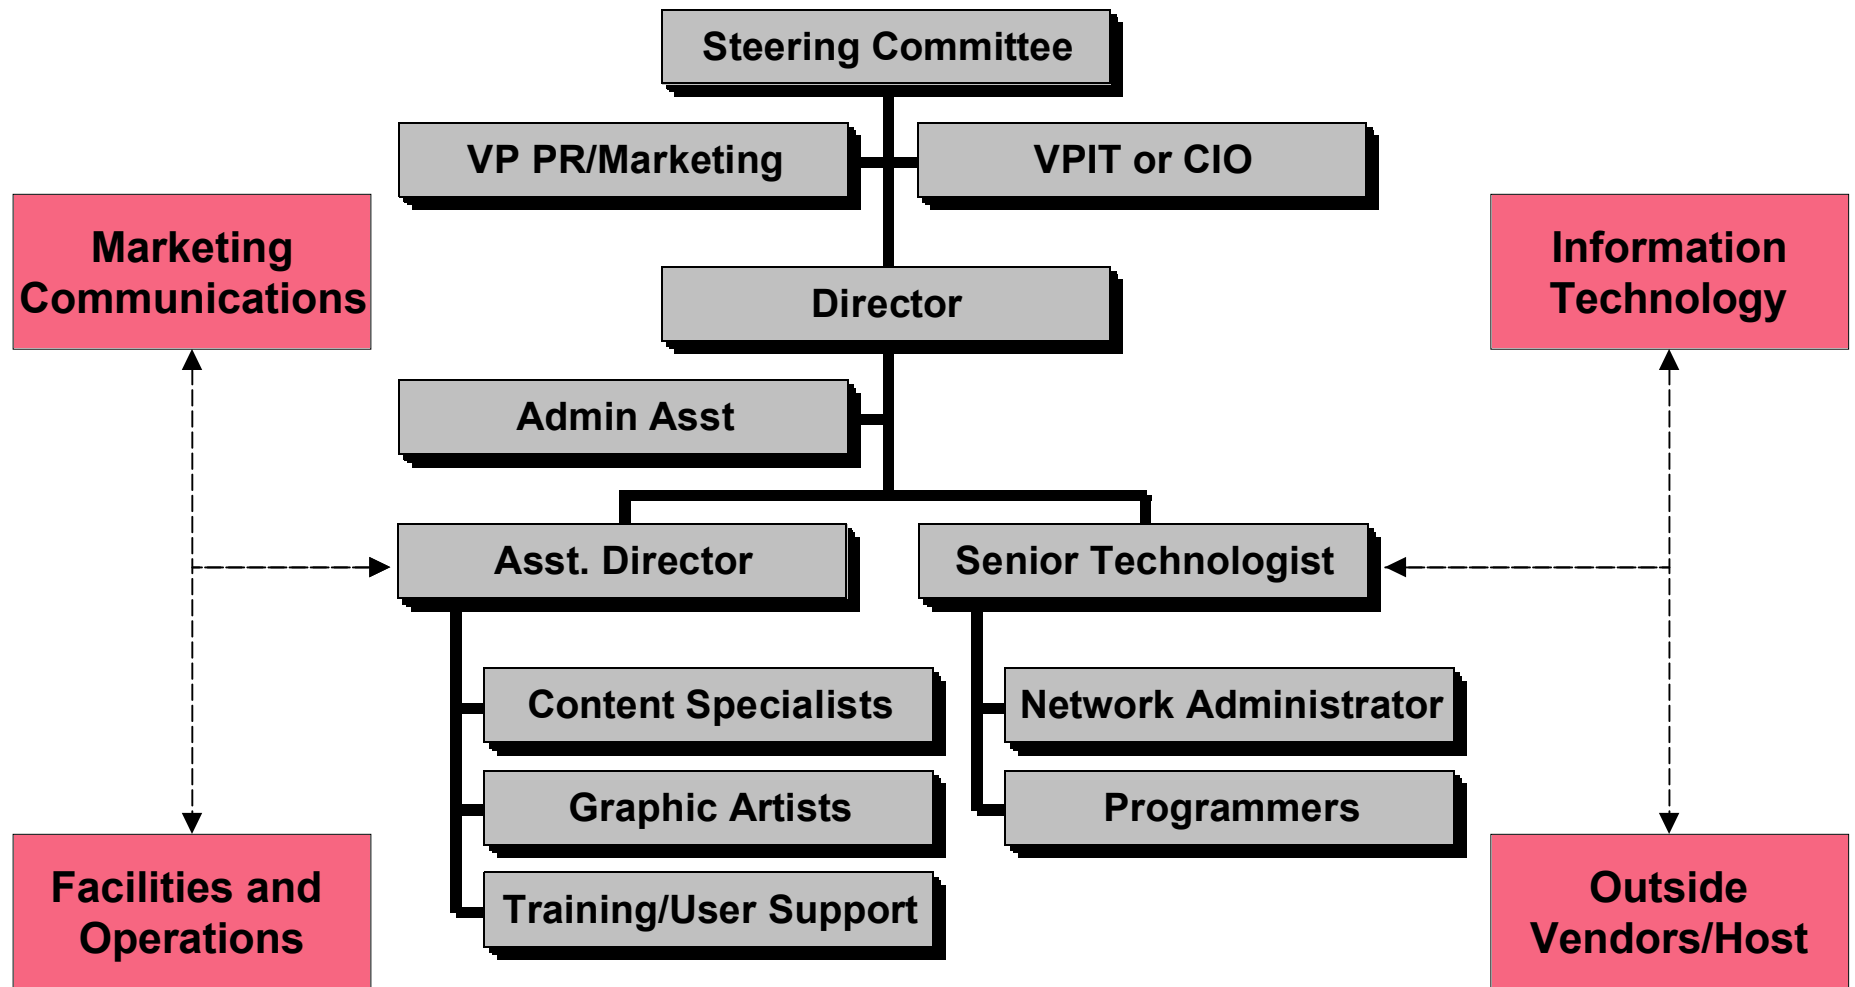 Steering Committee
VP PR/Marketing
VPIT or CIO
Marketing
Communications
Information
Technology
Director
Admin Asst
Asst. Director
Senior Technologist
Content Specialists
Network Administrator
Graphic Artists
Programmers
Training/User Support
Facilities and
Operations
Outside
Vendors/Host